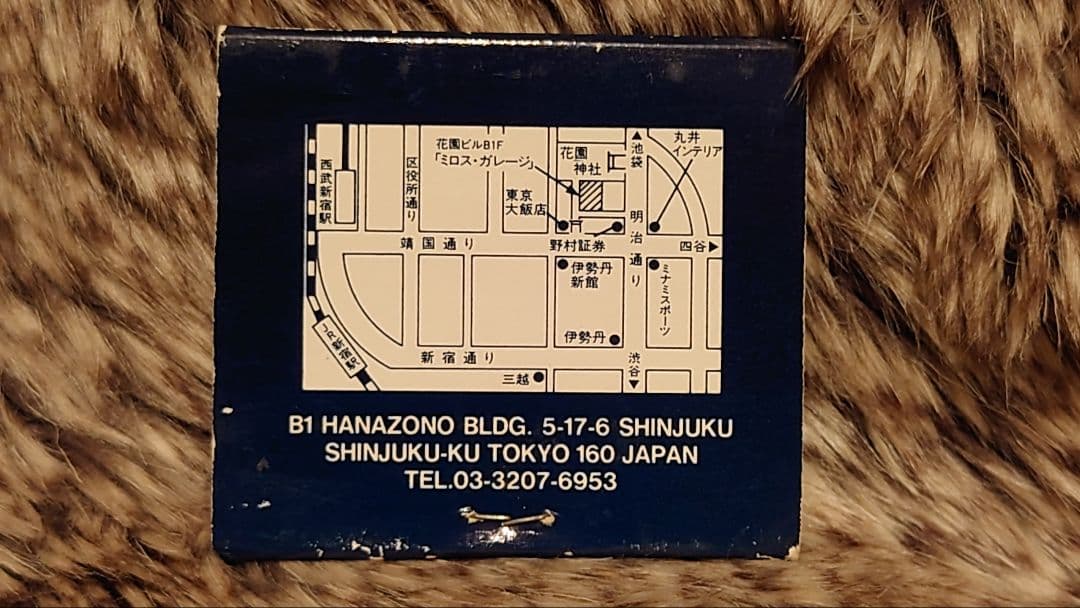 花園ビルB1F
「ミロス・ガレージ」
西武新宿駅
区役所通り
東京
大飯店
花園
神社
▲池袋
丸井
インテリア
靖国通り
野村証券
明治通り
四谷▶
伊勢丹
新館
ミナミスポーツ
伊勢丹
JR新宿駅
新宿通り
三越
渋谷▼
B1 HANAZONO BLDG. 5-17-6 SHINJUKU
SHINJUKU-KU TOKYO 160 JAPAN
TEL.03-3207-6953